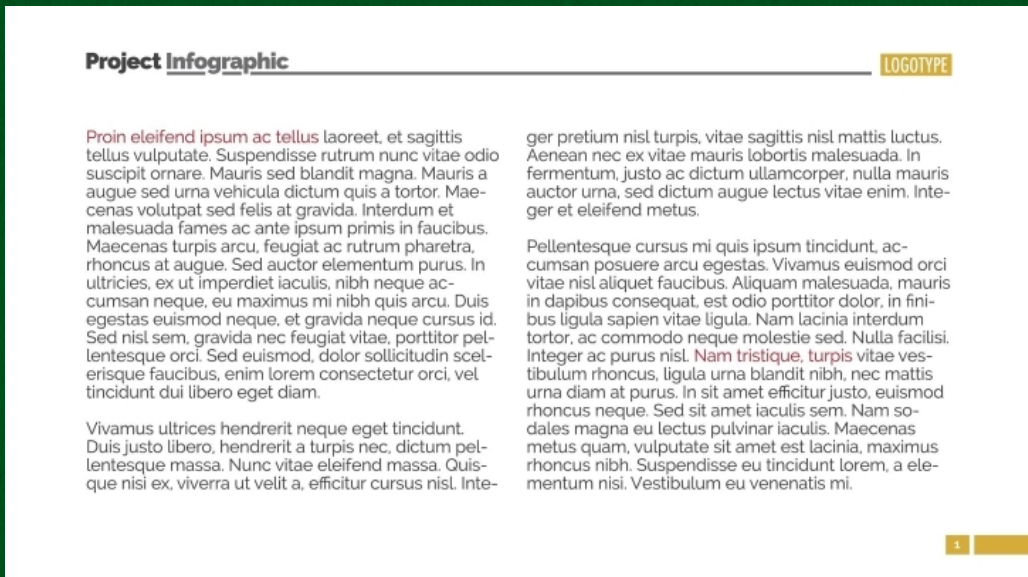 Project Infographic
LOGOTYPE
Proin eleifend ipsum ac tellus laoreet, et sagittis
tellus vulputate. Suspendisse rutrum nunc vitae odio
suscipit ornare. Mauris sed blandit magna. Mauris a
augue sed urna vehicula dictum quis a tortor. Mae-
cenas volutpat sed felis at gravida. Interdum et
malesuada fames ac ante ipsum primis in faucibus.
Maecenas turpis arcu, feugiat ac rutrum pharetra,
rhoncus at augue. Sed auctor elementum purus. In
ultricies, ex ut imperdiet iaculis, nibh neque ac-
cumsan neque, eu maximus mi nibh quis arcu. Duis
egestas euismod neque, et gravida neque cursus id.
Sed nisl sem, gravida nec feugiat vitae, porttitor pel-
lentesque orci. Sed euismod, dolor sollicitudin scel-
erisque faucibus, enim lorem consectetur orci, vel
tincidunt dui libero eget diam.
Vivamus ultrices hendrerit neque eget tincidunt.
Duis justo libero, hendrerit a turpis nec, dictum pel-
lentesque massa. Nunc vitae eleifend massa. Quis-
que nisi ex, viverra ut velit a, efficitur cursus nisl. Inte-
ger pretium nisl turpis, vitae sagittis nisl mattis luctus.
Aenean nec ex vitae mauris lobortis malesuada. In
fermentum, justo ac dictum ullamcorper, nulla mauris
auctor urna, sed dictum augue lectus vitae enim. Inte-
ger et eleifend metus.
Pellentesque cursus mi quis ipsum tincidunt, ac-
cumsan posuere arcu egestas. Vivamus euismod orci
vitae nisl aliquet faucibus. Aliquam malesuada, mauris
in dapibus consequat, est odio porttitor dolor, in fini-
bus ligula sapien vitae ligula. Nam lacinia interdum
tortor, ac commodo neque molestie sed. Nulla facilisi.
Integer ac purus nisl. Nam tristique, turpis vitae ves-
tibulum rhoncus, ligula urna blandit nibh, nec mattis
urna diam at purus. In sit amet efficitur justo, euismod
rhoncus neque. Sed sit amet iaculis sem. Nam so-
dales magna eu lectus pulvinar iaculis. Maecenas
metus quam, vulputate sit amet est lacinia, maximus
rhoncus nibh. Suspendisse eu tincidunt lorem, a ele-
mentum nisi. Vestibulum eu venenatis mi.
1